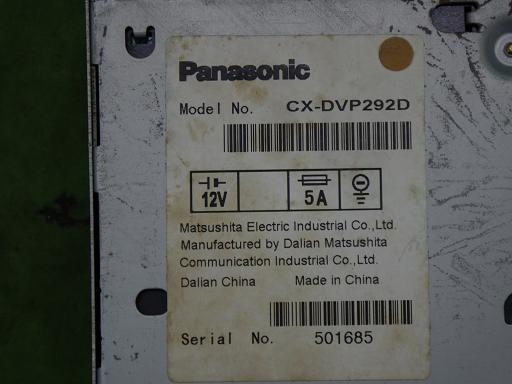 Panasonic
Model No. CX-DVP292D
12V 5A
Matsushita Electric Industrial Co.,Ltd.
Manufactured by Dalian Matsushita
Communication Industrial Co.,Ltd.
Dalian China Made in China
Serial No. 501685